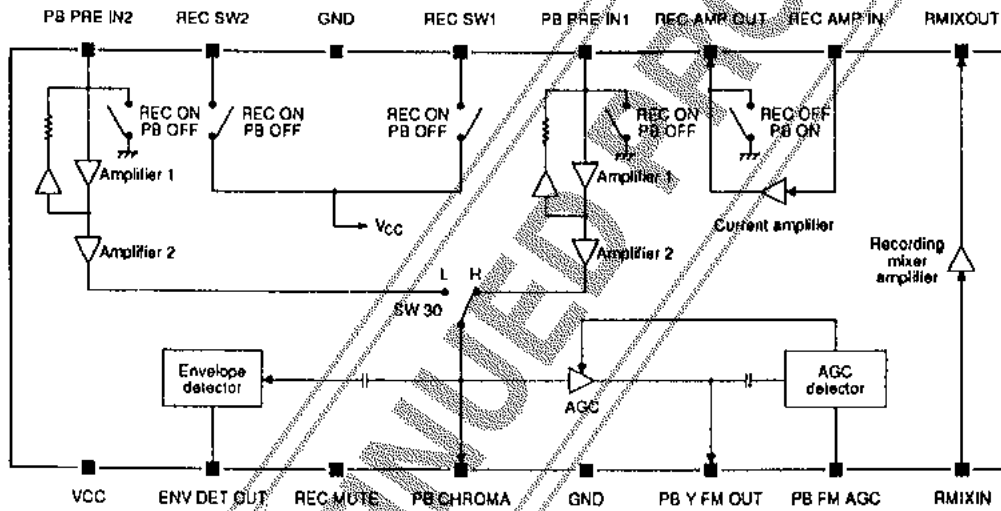 PB PRE IN2 REC SW2 GND REC SW1 PB PRE IN1 REC AMP OUT REC AMP IN RMIXOUT
REC ON
PB OFF
REC ON
PB OFF
REC ON
PB OFF
REC ON
PB OFF
REC OFF
PB ON
Amplifier 1
Amplifier 1
Vcc
Current amplifier
Amplifier 2
Amplifier 2
Recording
mixer
amplifier
L H
SW 30
Envelope
detector
AGC
AGC
detector
VCC ENV DET OUT REC MUTE PB CHROMA GND PB Y FM OUT PB FM AGC RMIXIN